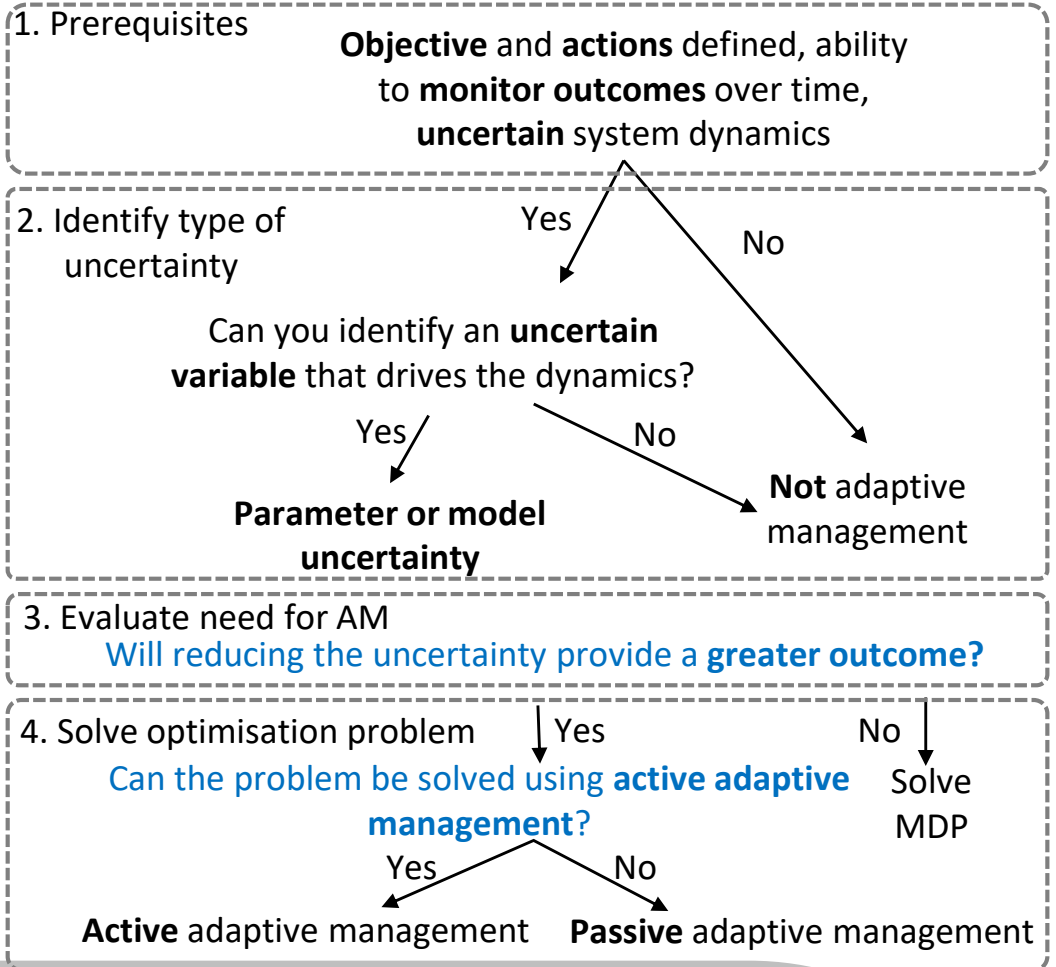 1. Prerequisites
Objective and actions defined, ability
to monitor outcomes over time,
uncertain system dynamics
2. Identify type of
uncertainty
Yes
No
Can you identify an uncertain
variable that drives the dynamics?
Yes
No
Parameter or model
uncertainty
Not adaptive
management
3. Evaluate need for AM
Will reducing the uncertainty provide a greater outcome?
4. Solve optimisation problem
Yes
No
Can the problem be solved using active adaptive
management?
Solve
MDP
Yes
No
Active adaptive management
Passive adaptive management